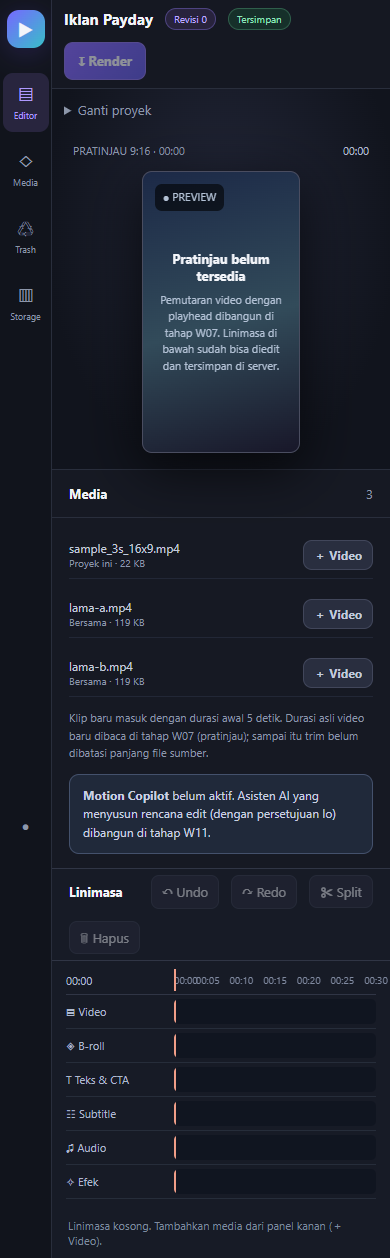 Iklan Payday
Revisi 0
Tersimpan
Render
Editor
Media
Trash
Storage
▶ Ganti proyek
PRATINJAU 9:16 · 00:00
00:00
● PREVIEW
Pratinjau belum
tersedia
Pemutaran video dengan
playhead dibangun di
tahap W07. Linimasa di
bawah sudah bisa diedit
dan tersimpan di server.
Media
3
sample_3s_16x9.mp4
Proyek ini · 22 KB
+ Video
lama-a.mp4
Bersama · 119 KB
+ Video
lama-b.mp4
Bersama · 119 KB
+ Video
Klip baru masuk dengan durasi awal 5 detik. Durasi asli video
baru dibaca di tahap W07 (pratinjau); sampai itu trim belum
dibatasi panjang file sumber.
Motion Copilot belum aktif. Asisten AI yang
menyusun rencana edit (dengan persetujuan lo)
dibangun di tahap W11.
Linimasa
Undo
Redo
Split
Hapus
00:00
00:00 00:05 00:10 00:15 00:20 00:25 00:30
Video
B-roll
T Teks & CTA
Subtitle
Audio
Efek
Linimasa kosong. Tambahkan media dari panel kanan (+
Video).